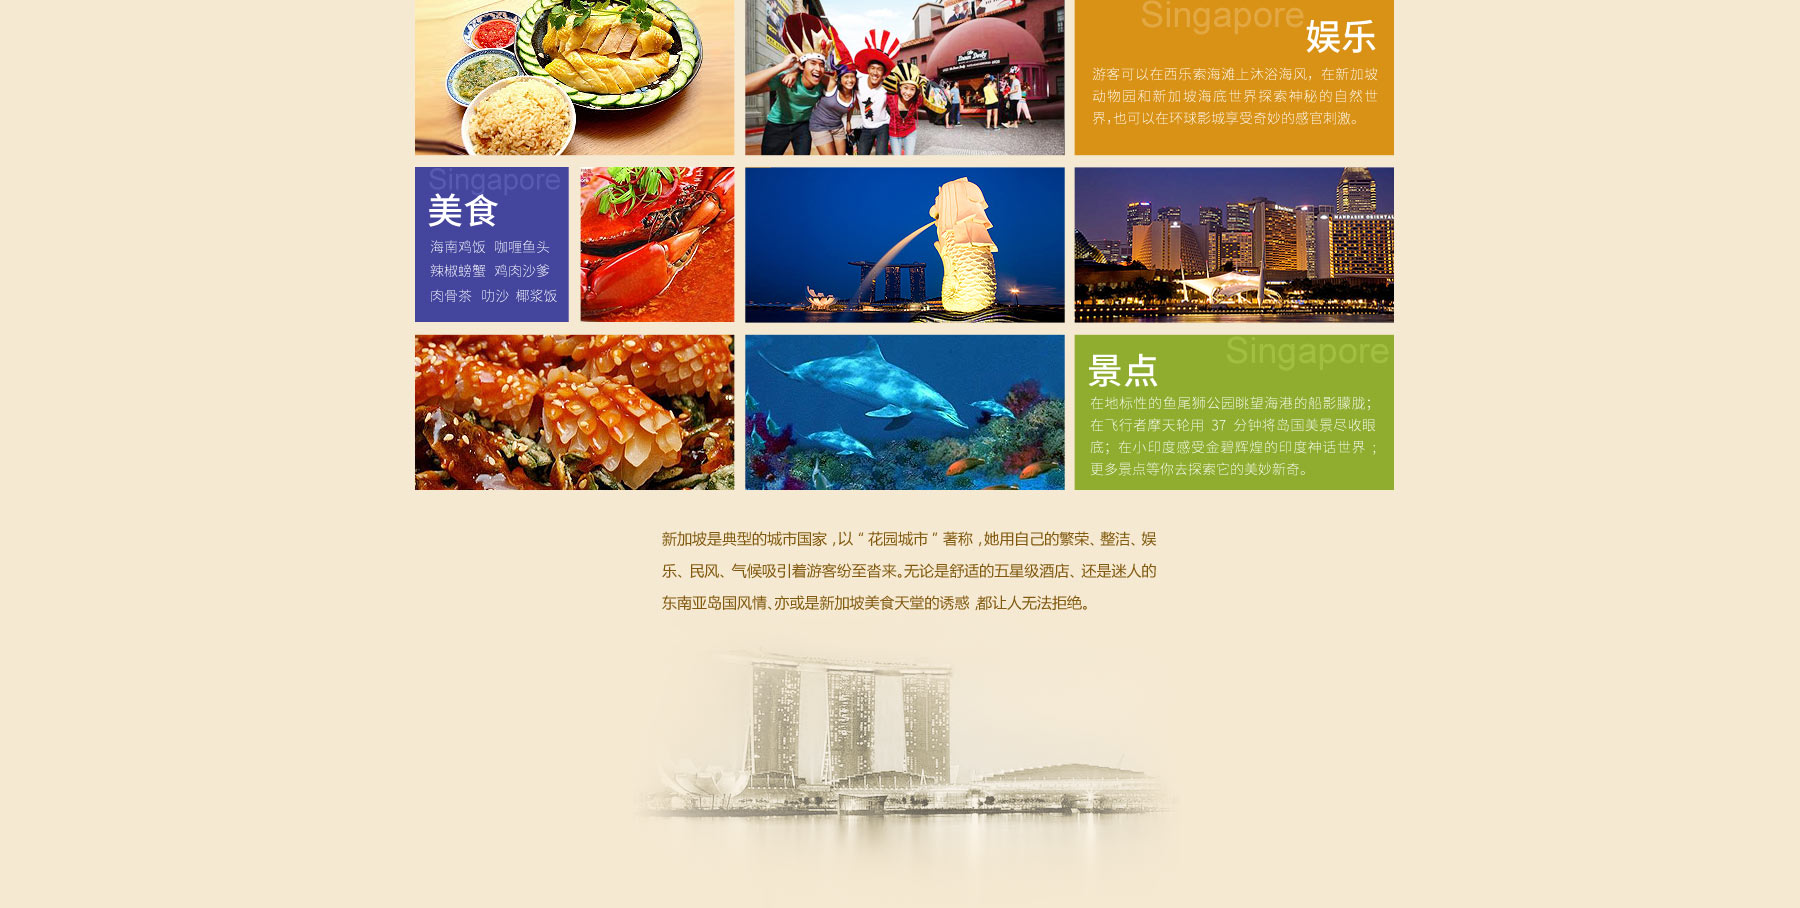 Singapore
娱乐
游客可以在西乐索海滩上沐浴海风，在新加坡
动物园和新加坡海底世界探索神秘的自然世
界，也可以在环球影城享受奇妙的感官刺激。
Singapore
美食
海南鸡饭 咖喱鱼头
辣椒螃蟹 鸡肉沙爹
肉骨茶 叻沙 椰浆饭
MANDARIN ORIENTAL
Singapore
景点
在地标性的鱼尾狮公园眺望海港的船影朦胧；
在飞行者摩天轮用 37 分钟将岛国美景尽收眼
底；在小印度感受金碧辉煌的印度神话世界；
更多景点等你去探索它的美妙新奇。
新加坡是典型的城市国家，以“花园城市”著称，她用自己的繁荣、整洁、娱
乐、民风、气候吸引着游客纷至沓来。无论是舒适的五星级酒店、还是迷人的
东南亚岛国风情、亦或是新加坡美食天堂的诱惑，都让人无法拒绝。